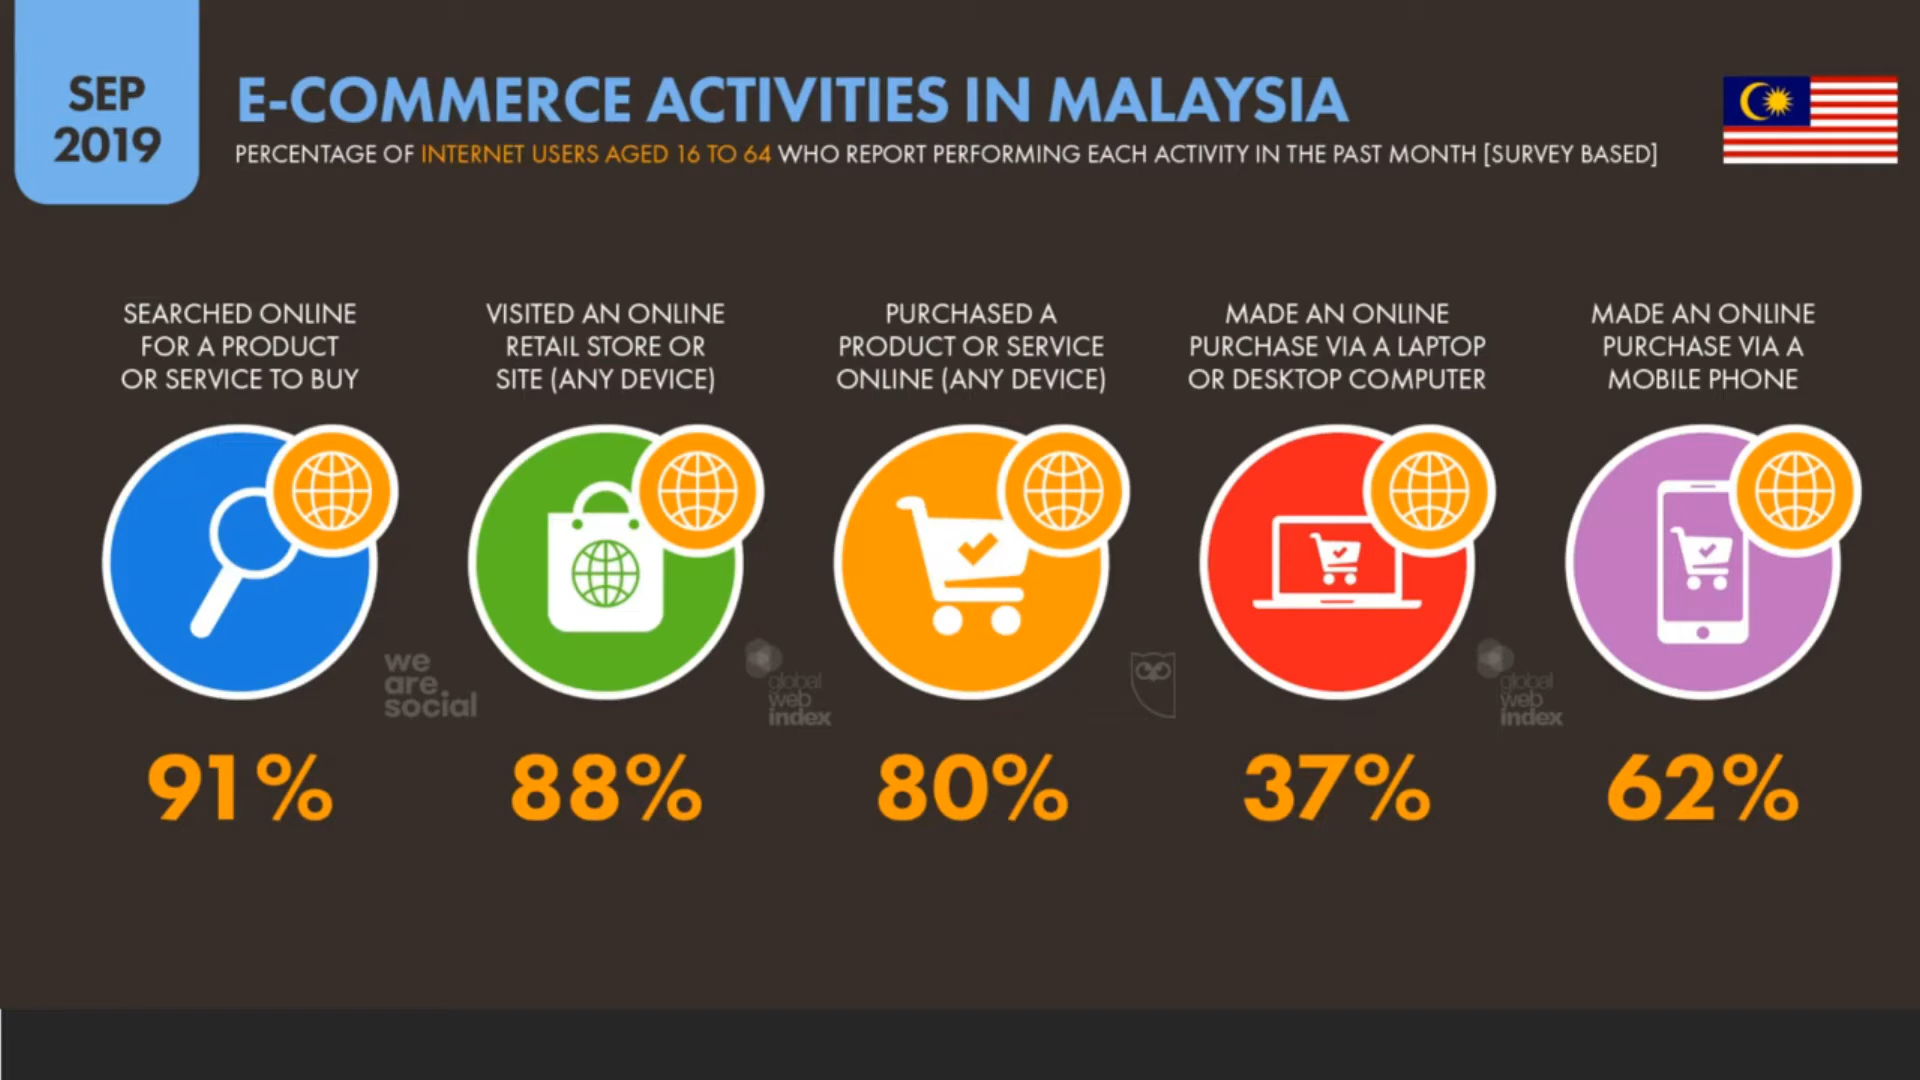 SEP
2019
E-COMMERCE ACTIVITIES IN MALAYSIA
PERCENTAGE OF INTERNET USERS AGED 16 TO 64 WHO REPORT PERFORMING EACH ACTIVITY IN THE PAST MONTH [SURVEY BASED]
SEARCHED ONLINE
FOR A PRODUCT
OR SERVICE TO BUY
91%
VISITED AN ONLINE
RETAIL STORE OR
SITE (ANY DEVICE)
88%
PURCHASED A
PRODUCT OR SERVICE
ONLINE (ANY DEVICE)
80%
MADE AN ONLINE
PURCHASE VIA A LAPTOP
OR DESKTOP COMPUTER
37%
MADE AN ONLINE
PURCHASE VIA A
MOBILE PHONE
62%
we
are
social
global
web
index
global
web
index